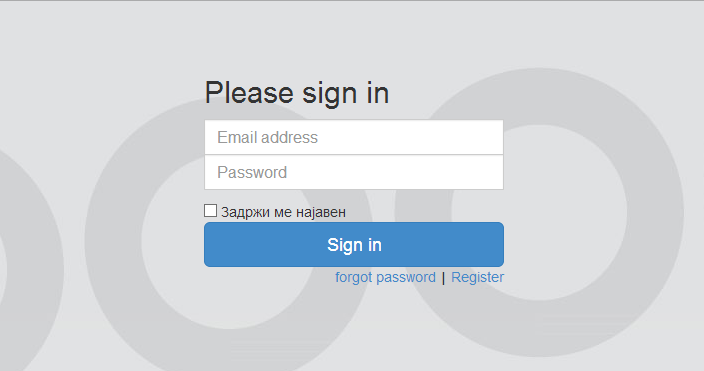 Please sign in
Email address
Password
Задржи ме најавен
Sign in
forgot password | Register